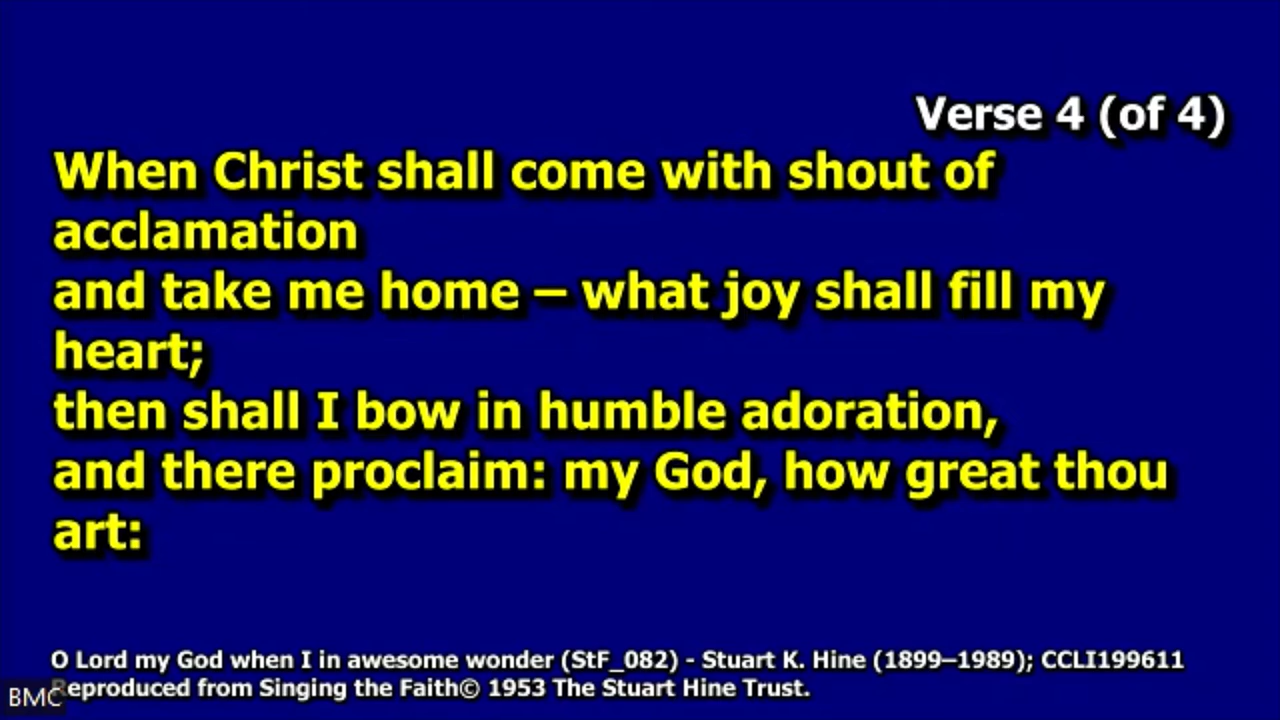 Verse 4 (of 4)
When Christ shall come with shout of
acclamation
and take me home – what joy shall fill my
heart;
then shall I bow in humble adoration,
and there proclaim: my God, how great thou
art:
O Lord my God when I in awesome wonder (StF_082) - Stuart K. Hine (1899–1989); CCLI199611
Reproduced from Singing the Faith© 1953 The Stuart Hine Trust.
BMC